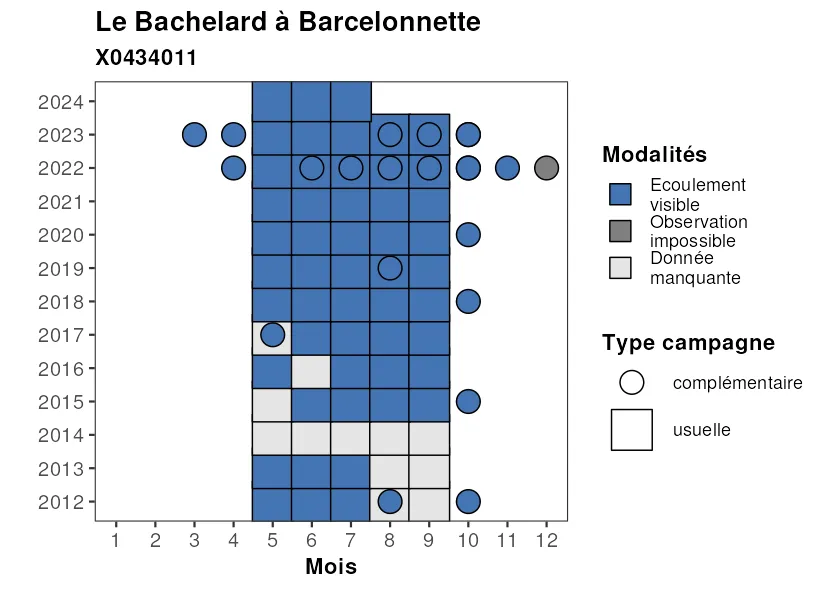 Le Bachelard à Barcelonnette
X0434011
2024
2023
2022
2021
2020
2019
2018
2017
2016
2015
2014
2013
2012
1 2 3 4 5 6 7 8 9 10 11 12
Mois
Modalités
Ecoulement
visible
Observation
impossible
Donnée
manquante
Type campagne
complémentaire
usuelle